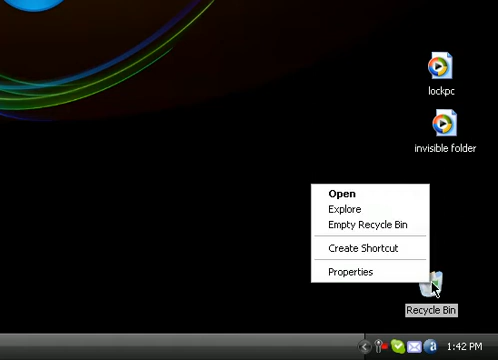 lockpc
invisible folder
Open
Explore
Empty Recycle Bin
Create Shortcut
Properties
Recycle Bin
1:42 PM